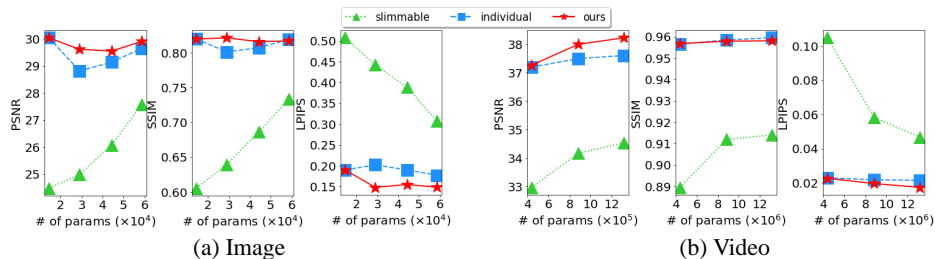 slimmable individual ours
30
29
28
27
26
25
PSNR
2 3 4 5 6
# of params (×10⁴)
0.80
0.75
0.70
0.65
0.60
SSIM
2 3 4 5 6
# of params (×10⁴)
0.50
0.45
0.40
0.35
0.30
0.25
0.20
0.15
LPIPS
2 3 4 5 6
# of params (×10⁴)
38
37
36
35
34
33
PSNR
4 6 8 10 12
# of params (×10⁵)
0.96
0.95
0.94
0.93
0.92
0.91
0.90
0.89
SSIM
4 6 8 10 12
# of params (×10⁶)
0.10
0.08
0.06
0.04
0.02
LPIPS
4 6 8 10 12
# of params (×10⁶)
(a) Image
(b) Video